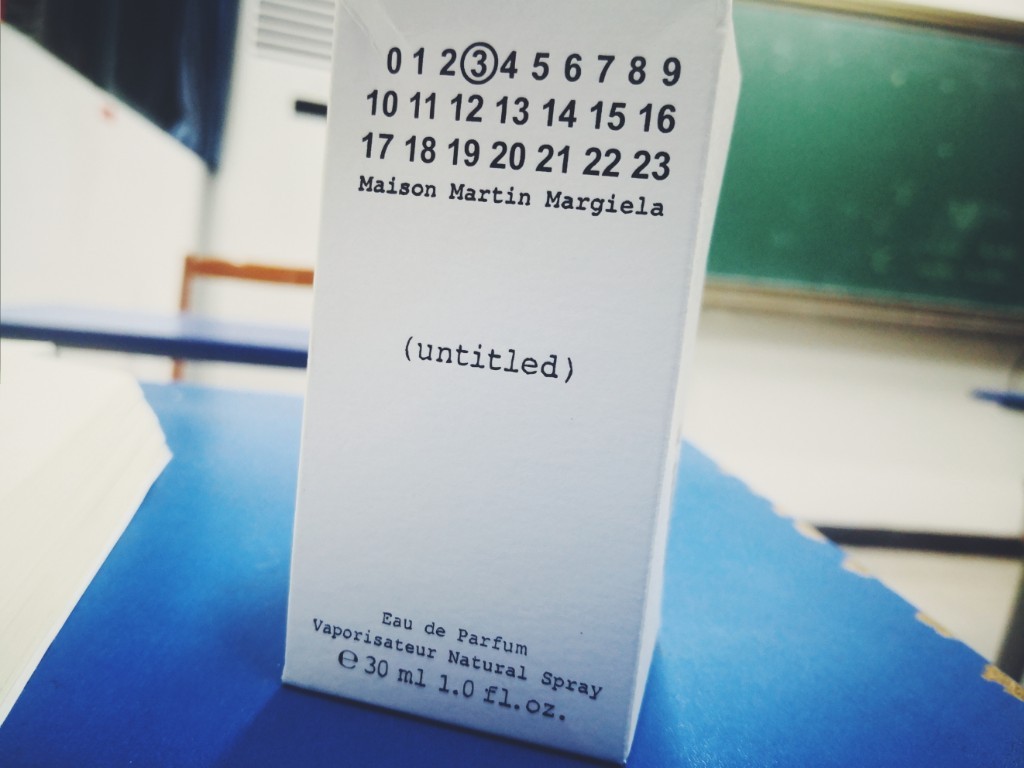 0 1 2 3 4 5 6 7 8 9
10 11 12 13 14 15 16
17 18 19 20 21 22 23
Maison Martin Margiela
(untitled)
Eau de Parfum
Vaporisateur Natural Spray
℮ 30 ml 1.0 fl.oz.